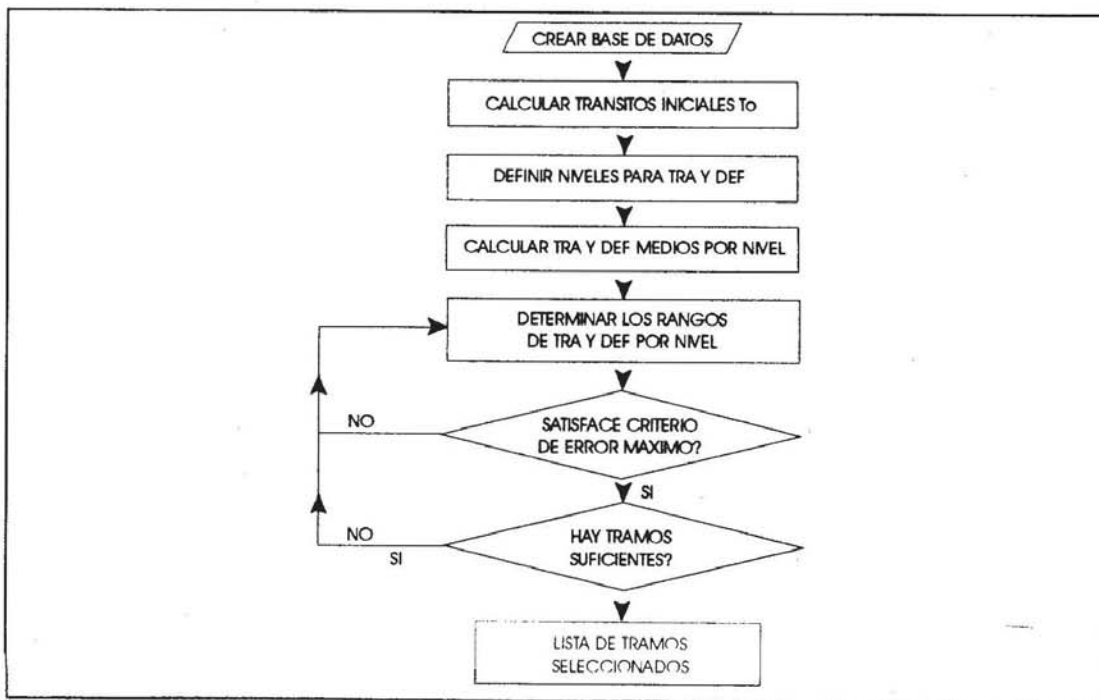 CREAR BASE DE DATOS
CALCULAR TRANSITOS INICIALES To
DEFINIR NIVELES PARA TRA Y DEF
CALCULAR TRA Y DEF MEDIOS POR NIVEL
DETERMINAR LOS RANGOS
DE TRA Y DEF POR NIVEL
NO
SATISFACE CRITERIO
DE ERROR MAXIMO?
SI
NO
SI
HAY TRAMOS
SUFICIENTES?
LISTA DE TRAMOS
SELECCIONADOS